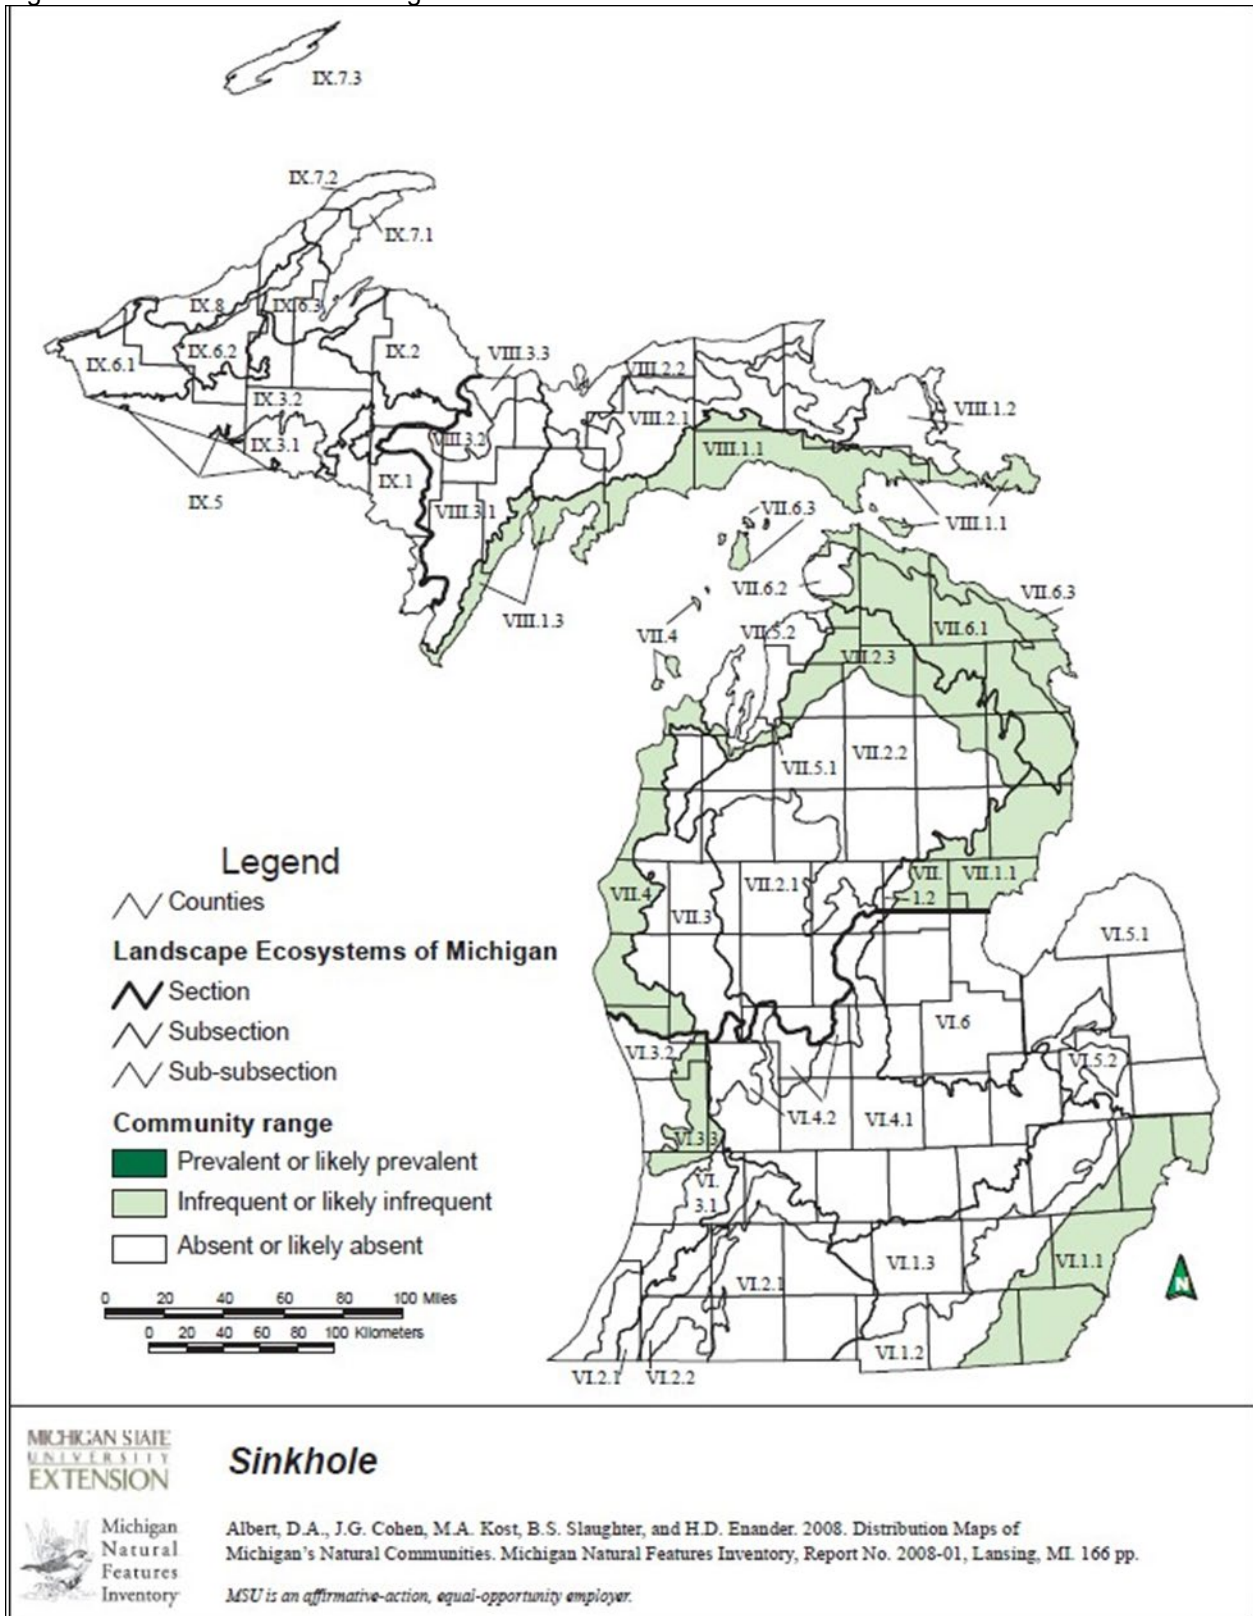 IX.7.3
IX.7.2
IX.7.1
IX.8
IX.6.3
IX.6.1
IX.6.2
IX.2
VIII.3.3
VIII.2.2
IX.3.2
VIII.2.1
VIII.1.2
IX.3.1
VIII.3.2
VIII.1.1
IX.1
IX.5
VIII.3.1
VII.6.3
VIII.1.1
VII.6.2
VII.6.3
VIII.1.3
VII.4
VII.5.2
VII.6.1
VII.2.3
VII.5.1
VII.2.2
VII.4
VII.3
VII.2.1
VII.
1.2
VII.1.1
VI.5.1
VI.6
VI.3.2
VI.5.2
VI.4.2
VI.4.1
VI.3.3
VI.
3.1
VI.2.1
VI.1.3
VI.1.1
VI.1.2
VI.2.1
VI.2.2
N
Legend
Counties
Landscape Ecosystems of Michigan
Section
Subsection
Sub-subsection
Community range
Prevalent or likely prevalent
Infrequent or likely infrequent
Absent or likely absent
0 20 40 60 80 100 Miles
0 20 40 60 80 100 Kilometers
MICHIGAN STATE
UNIVERSITY
EXTENSION
Sinkhole
Michigan
Natural
Features
Inventory
Albert, D.A., J.G. Cohen, M.A. Kost, B.S. Slaughter, and H.D. Enander. 2008. Distribution Maps of
Michigan's Natural Communities. Michigan Natural Features Inventory, Report No. 2008-01, Lansing, MI. 166 pp.
MSU is an affirmative-action, equal-opportunity employer.